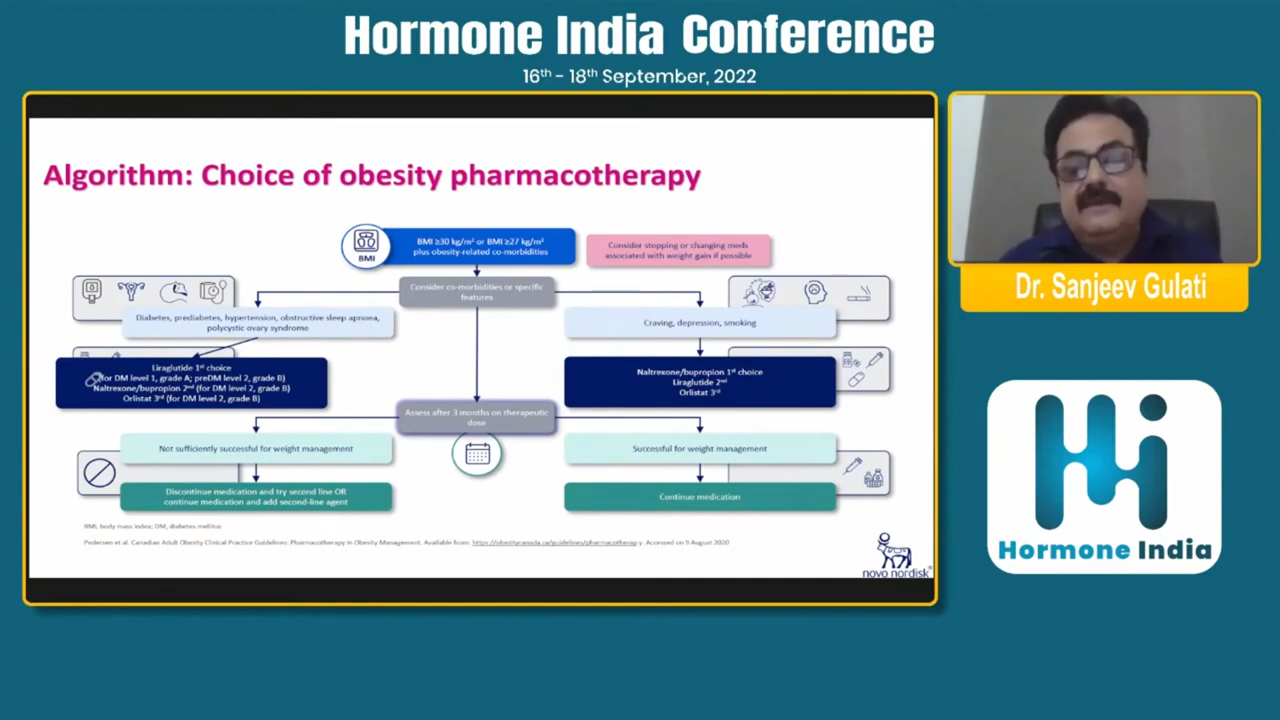 Hormone India Conference
16th - 18th September, 2022
Algorithm: Choice of obesity pharmacotherapy
BMI
BMI ≥30 kg/m² or BMI ≥27 kg/m²
plus obesity-related co-morbidities
Consider stopping or changing meds
associated with weight gain if possible
Consider co-morbidities or specific
features
Diabetes, prediabetes, hypertension, obstructive sleep apnoea,
polycystic ovary syndrome
Craving, depression, smoking
Liraglutide 1st choice
(for DM level 1, grade A; preDM level 2, grade B)
Naltrexone/bupropion 2nd (for DM level 2, grade B)
Orlistat 3rd (for DM level 2, grade B)
Naltrexone/bupropion 1st choice
Liraglutide 2nd
Orlistat 3rd
Assess after 3 months on therapeutic
dose
Not sufficiently successful for weight management
Successful for weight management
Discontinue medication and try second line OR
continue medication and add second-line agent
Continue medication
BMI, body mass index; DM, diabetes mellitus
Pedersen et al. Canadian Adult Obesity Clinical Practice Guidelines: Pharmacotherapy in Obesity Management. Available from: https://obesitycanada.ca/guidelines/pharmacotherap y. Accessed on 9 August 2020
novo nordisk®
Dr. Sanjeev Gulati
Hi
Hormone India